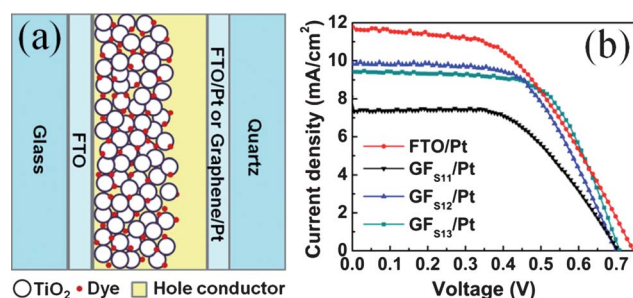 (a)
Glass
FTO
FTO/Pt or Graphene/Pt
Quartz
TiO2 Dye Hole conductor
(b)
Current density (mA/cm²)
12
10
8
6
4
2
0
FTO/Pt
GFS11/Pt
GFS12/Pt
GFS13/Pt
0.0 0.1 0.2 0.3 0.4 0.5 0.6 0.7
Voltage (V)